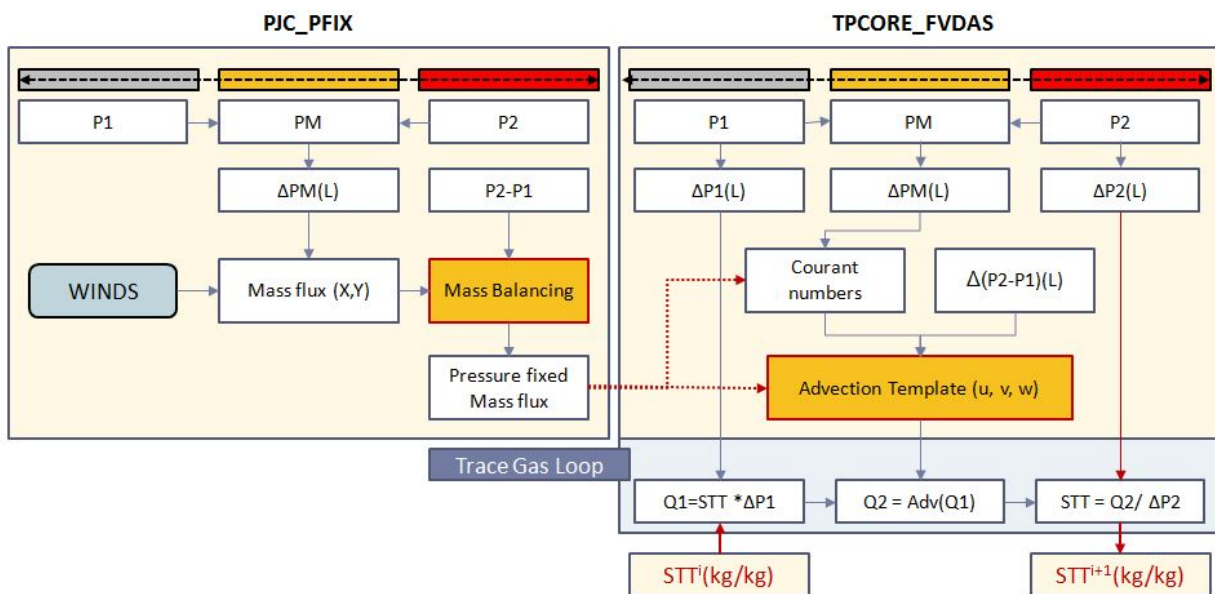 PJC_PFIX
P1
PM
P2
ΔPM(L)
P2-P1
WINDS
Mass flux (X,Y)
Mass Balancing
Pressure fixed
Mass flux
TPCORE_FVDAS
P1
PM
P2
ΔP1(L)
ΔPM(L)
ΔP2(L)
Courant
numbers
Δ(P2-P1)(L)
Advection Template (u, v, w)
Trace Gas Loop
Q1=STT *ΔP1
Q2 = Adv(Q1)
STT = Q2/ ΔP2
STTⁱ(kg/kg)
STTⁱ⁺¹(kg/kg)